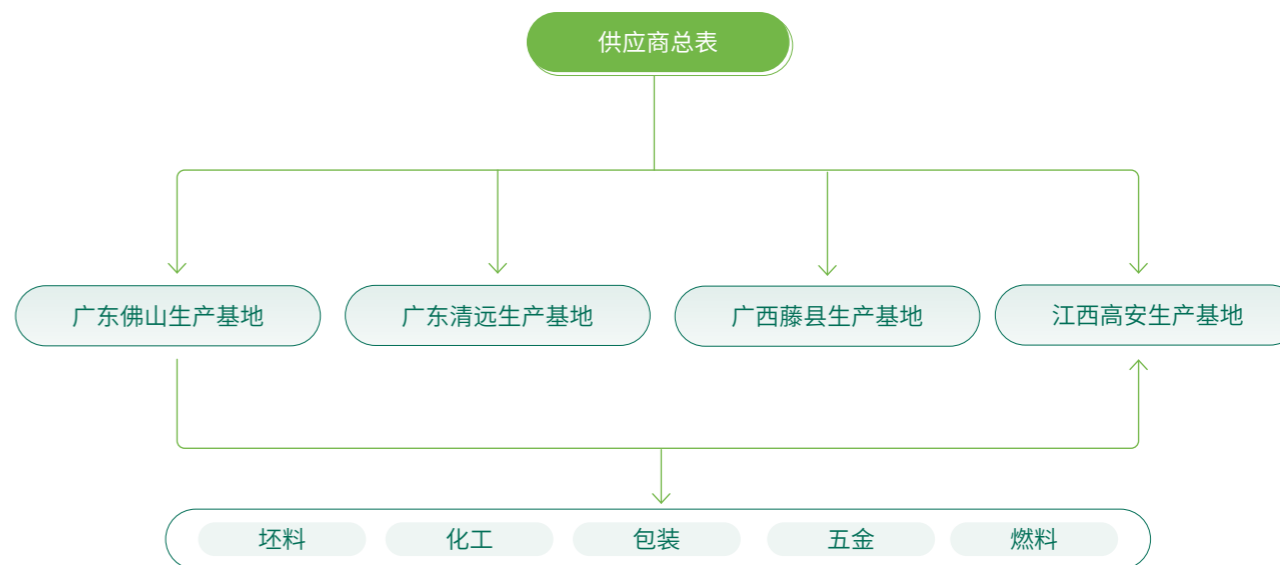 供应商总表
广东佛山生产基地
广东清远生产基地
广西藤县生产基地
江西高安生产基地
坯料
化工
包装
五金
燃料